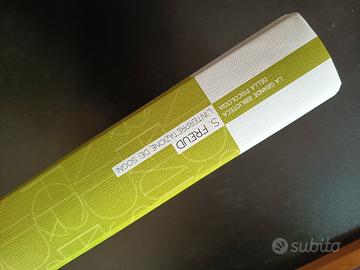 LA GRANDE BIBLIOTECA
DELLA PSICOLOGIA
S. FREUD
L'INTERPRETAZIONE DEI SOGNI
subito